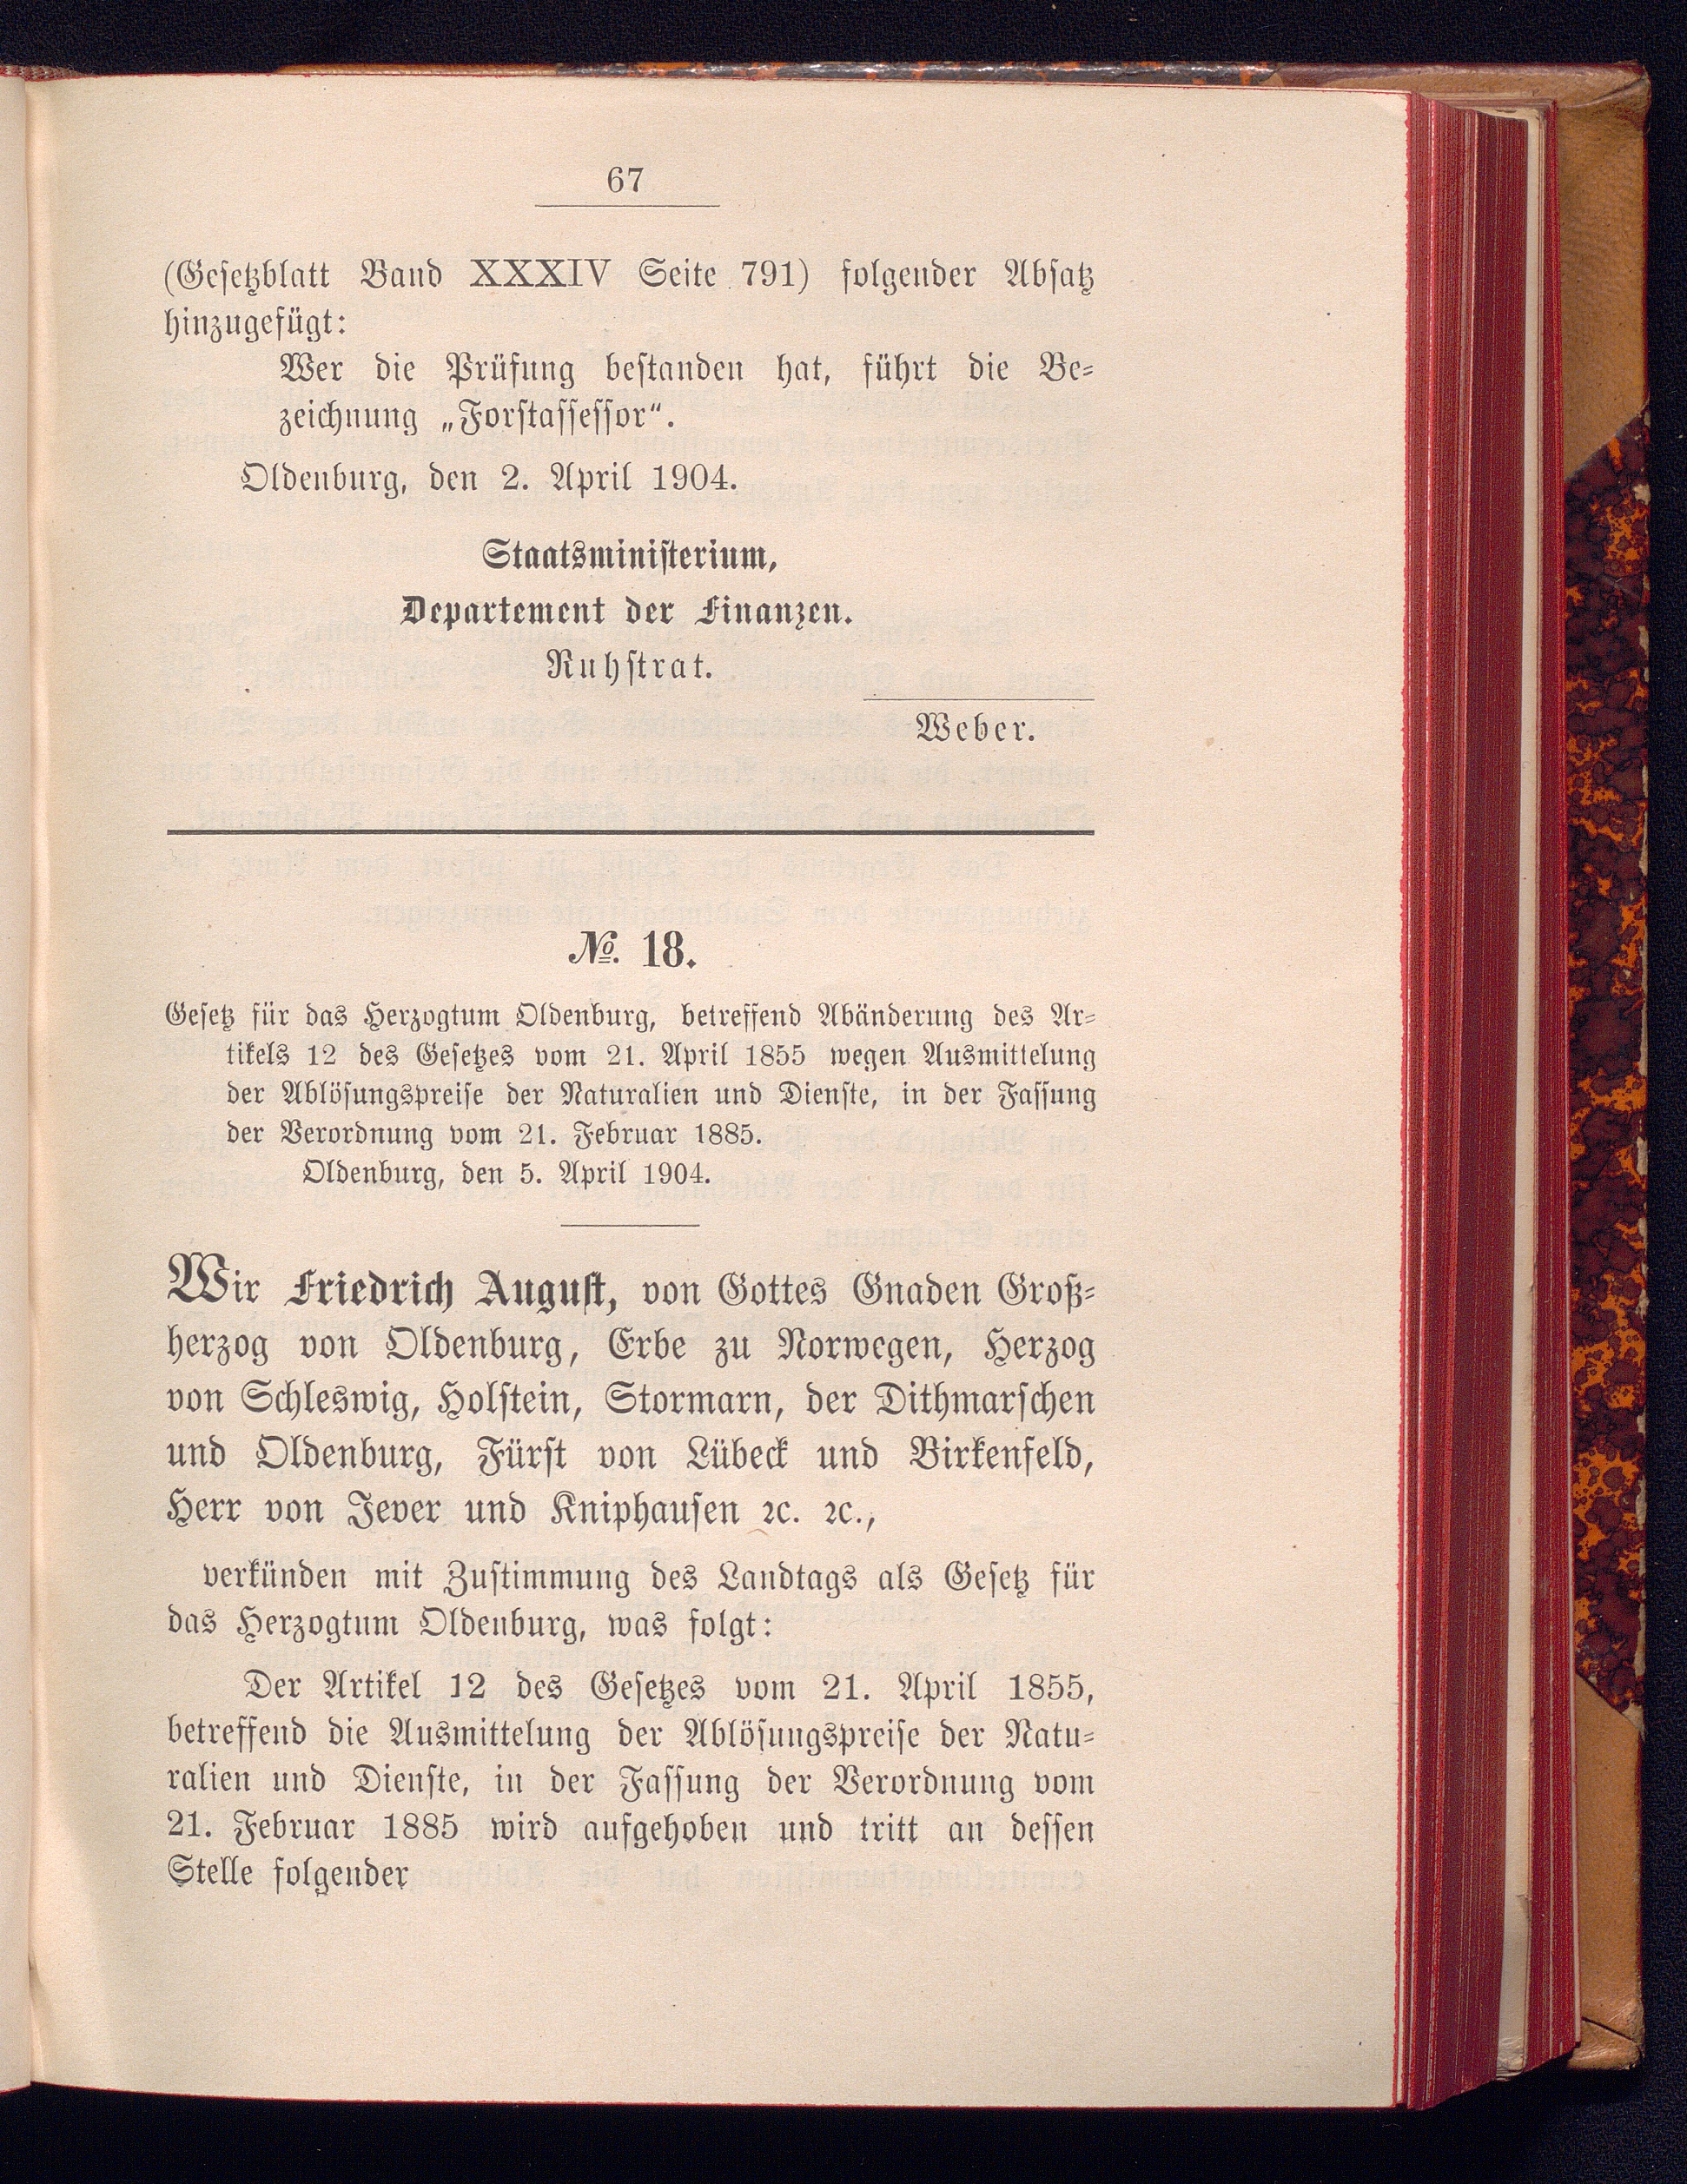 67
(Gesetzblatt Band XXXIV Seite 791) folgender Absatz
hinzugefügt:
Wer die Prüfung bestanden hat, führt die Be-
zeichnung „Forstassessor“.
Oldenburg, den 2. April 1904.
Staatsministerium,
Departement der Finanzen.
Ruhstrat.
Weber.
№. 18.
Gesetz für das Herzogtum Oldenburg, betreffend Abänderung des Ar-
tikels 12 des Gesetzes vom 21. April 1855 wegen Ausmittelung
der Ablösungspreise der Naturalien und Dienste, in der Fassung
der Verordnung vom 21. Februar 1885.
Oldenburg, den 5. April 1904.
Wir Friedrich August, von Gottes Gnaden Groß-
herzog von Oldenburg, Erbe zu Norwegen, Herzog
von Schleswig, Holstein, Stormarn, der Dithmarschen
und Oldenburg, Fürst von Lübeck und Birkenfeld,
Herr von Jever und Kniphausen ꝛc. ꝛc.,
verkünden mit Zustimmung des Landtags als Gesetz für
das Herzogtum Oldenburg, was folgt:
Der Artikel 12 des Gesetzes vom 21. April 1855,
betreffend die Ausmittelung der Ablösungspreise der Natu-
ralien und Dienste, in der Fassung der Verordnung vom
21. Februar 1885 wird aufgehoben und tritt an dessen
Stelle folgender